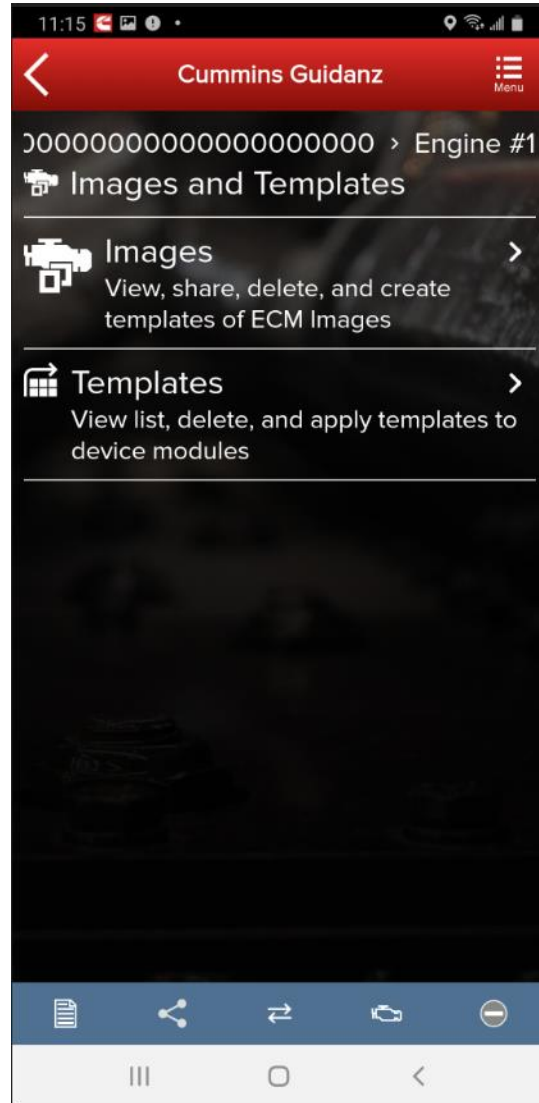 11:15
Cummins Guidanz
Menu
00000000000000000000000 > Engine #1
Images and Templates
Images
View, share, delete, and create
templates of ECM Images
Templates
View list, delete, and apply templates to
device modules